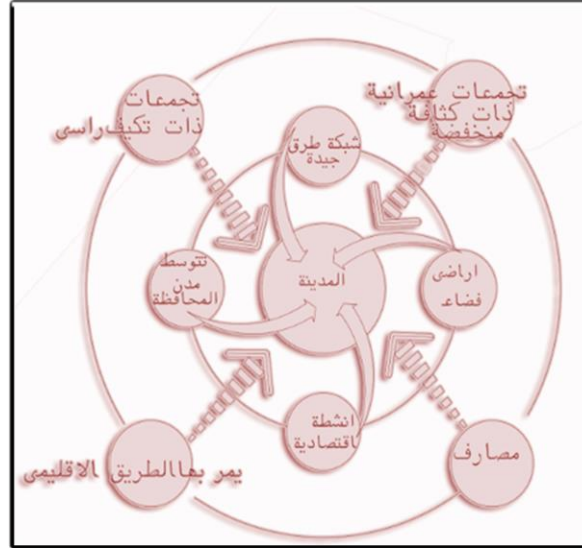 تجمعات عمرانية
ذات كثافة
منخفضة
تجمعات
ذات تكيف راسى
شبكة طرق
جيدة
تتوسط
مدن
المحافظة
المدينة
اراضى
فضاء
انشطة
اقتصادية
مصارف
يمر بها الطريق الاقليمى